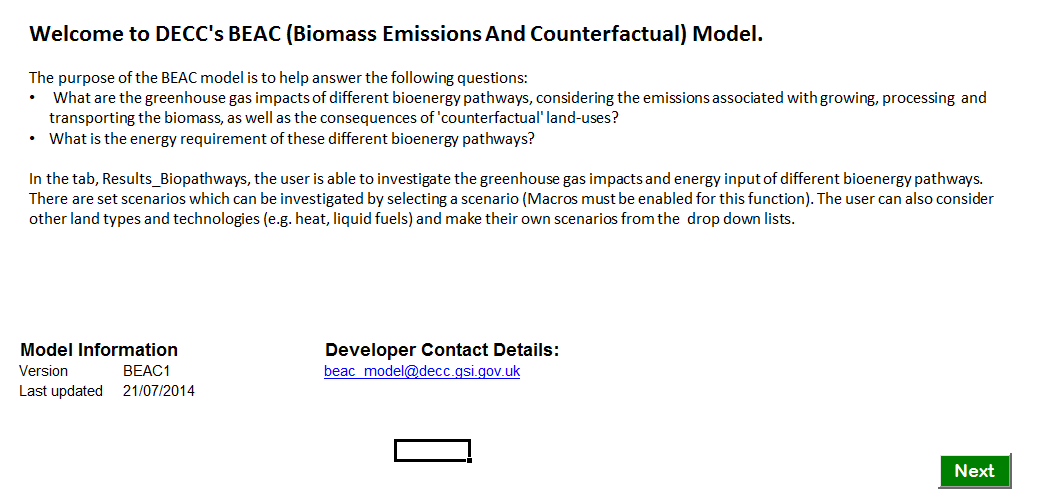 Welcome to DECC's BEAC (Biomass Emissions And Counterfactual) Model.
The purpose of the BEAC model is to help answer the following questions:
• What are the greenhouse gas impacts of different bioenergy pathways, considering the emissions associated with growing, processing and
transporting the biomass, as well as the consequences of 'counterfactual' land-uses?
• What is the energy requirement of these different bioenergy pathways?
In the tab, Results_Biopathways, the user is able to investigate the greenhouse gas impacts and energy input of different bioenergy pathways.
There are set scenarios which can be investigated by selecting a scenario (Macros must be enabled for this function). The user can also consider
other land types and technologies (e.g. heat, liquid fuels) and make their own scenarios from the drop down lists.
Model Information
Version BEAC1
Last updated 21/07/2014
Developer Contact Details:
beac_model@decc.gsi.gov.uk
Next